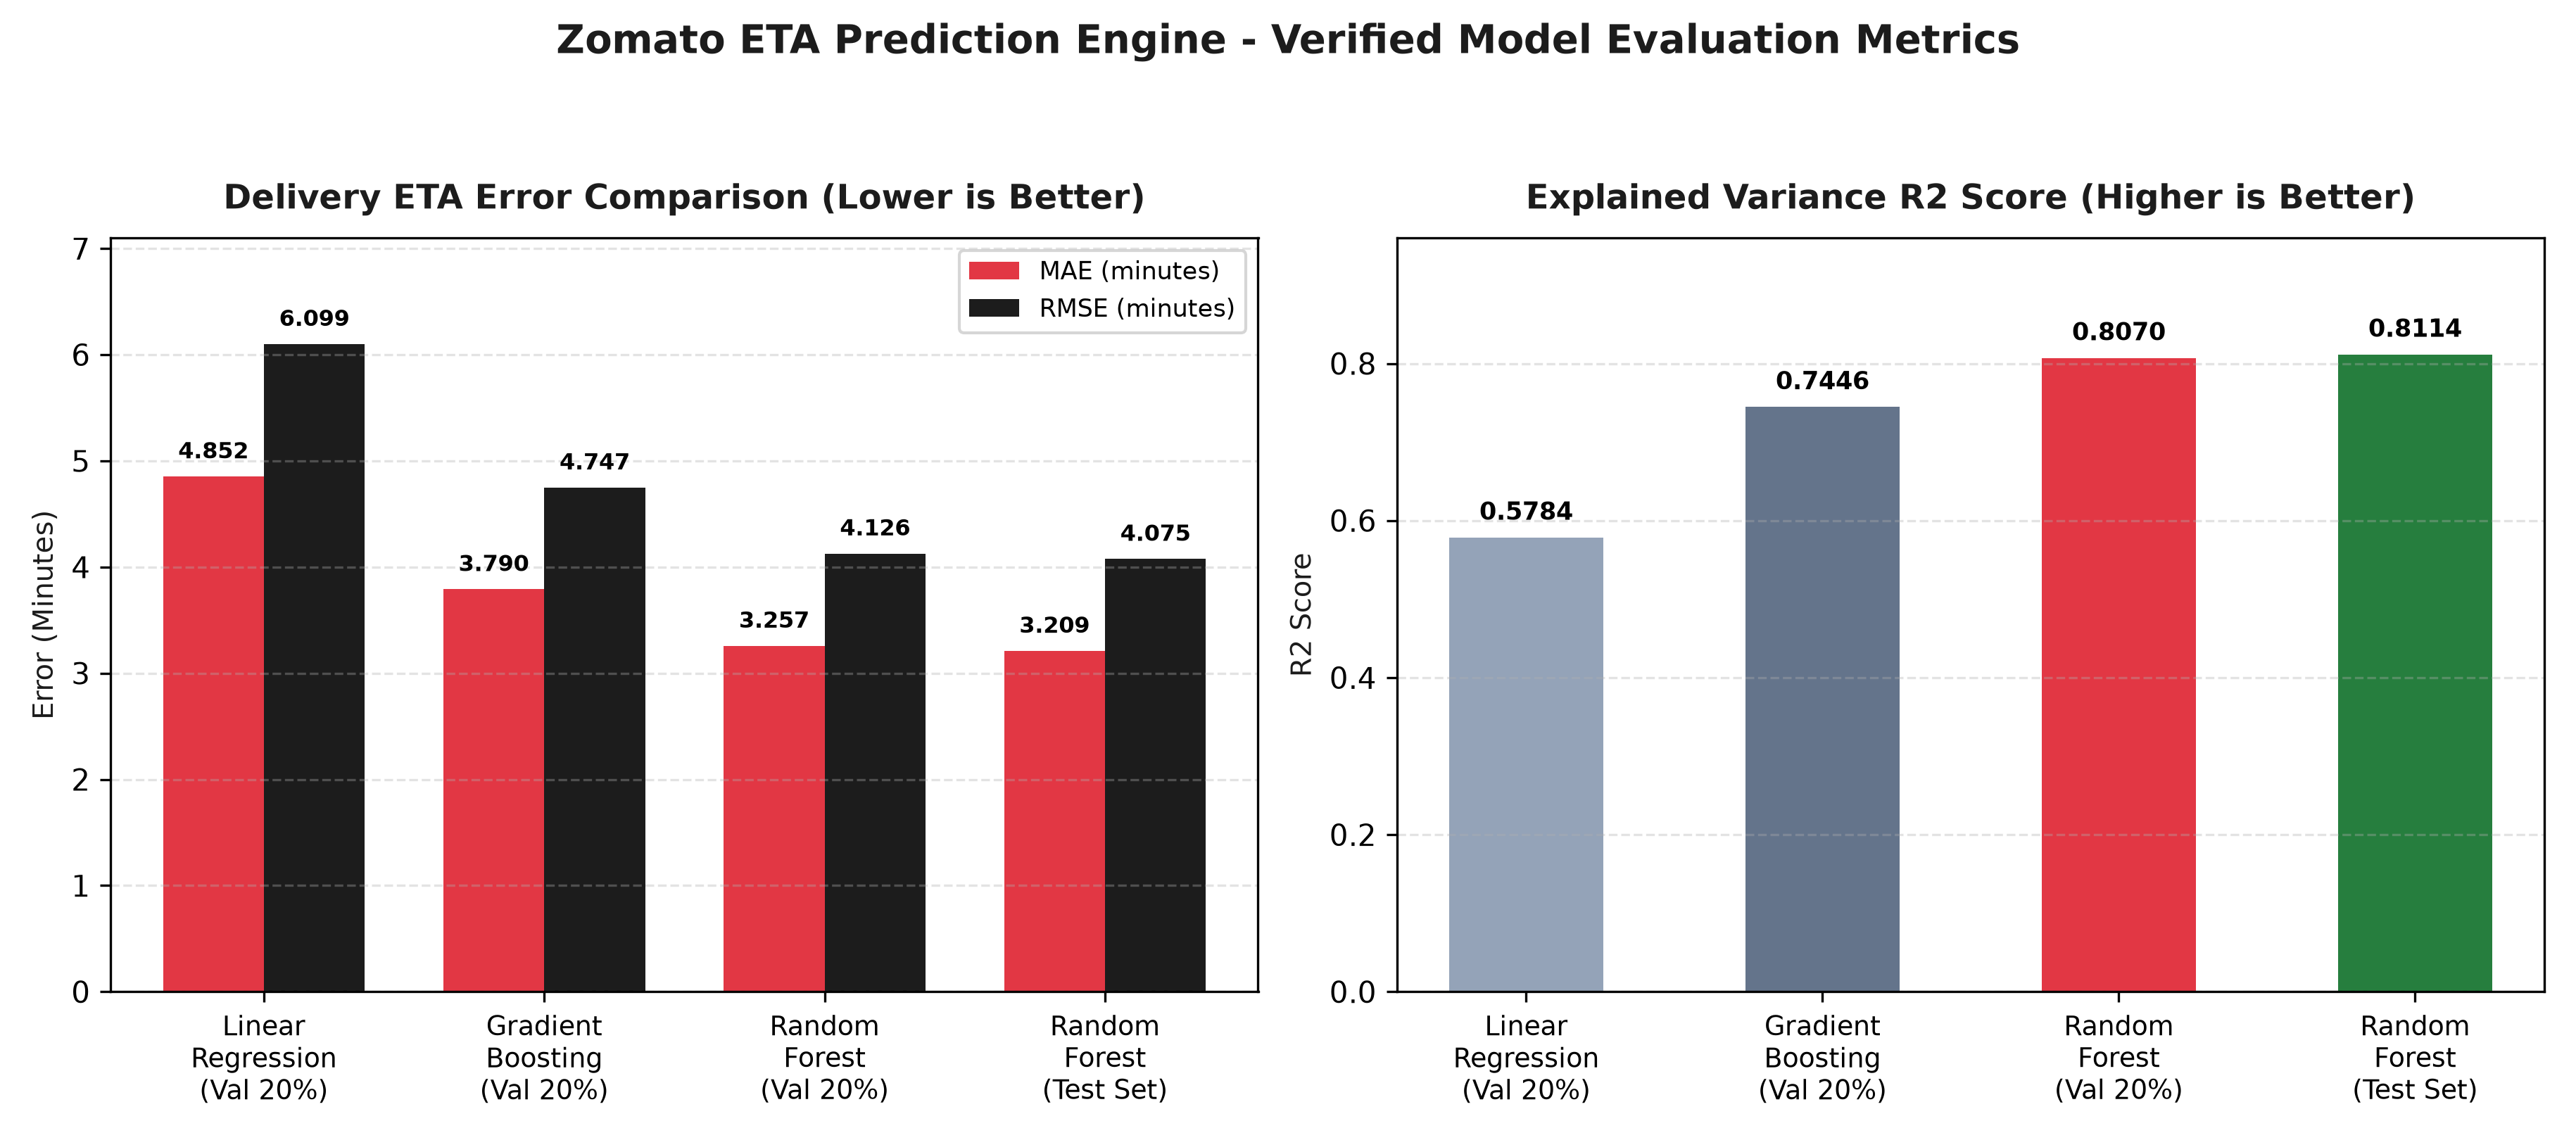 Zomato ETA Prediction Engine - Verified Model Evaluation Metrics
Delivery ETA Error Comparison (Lower is Better)
MAE (minutes)
RMSE (minutes)
Error (Minutes)
7
6
5
4
3
2
1
0
4.852
6.099
3.790
4.747
3.257
4.126
3.209
4.075
Linear
Regression
(Val 20%)
Gradient
Boosting
(Val 20%)
Random
Forest
(Val 20%)
Random
Forest
(Test Set)
Explained Variance R2 Score (Higher is Better)
R2 Score
0.8
0.6
0.4
0.2
0.0
0.5784
0.7446
0.8070
0.8114
Linear
Regression
(Val 20%)
Gradient
Boosting
(Val 20%)
Random
Forest
(Val 20%)
Random
Forest
(Test Set)